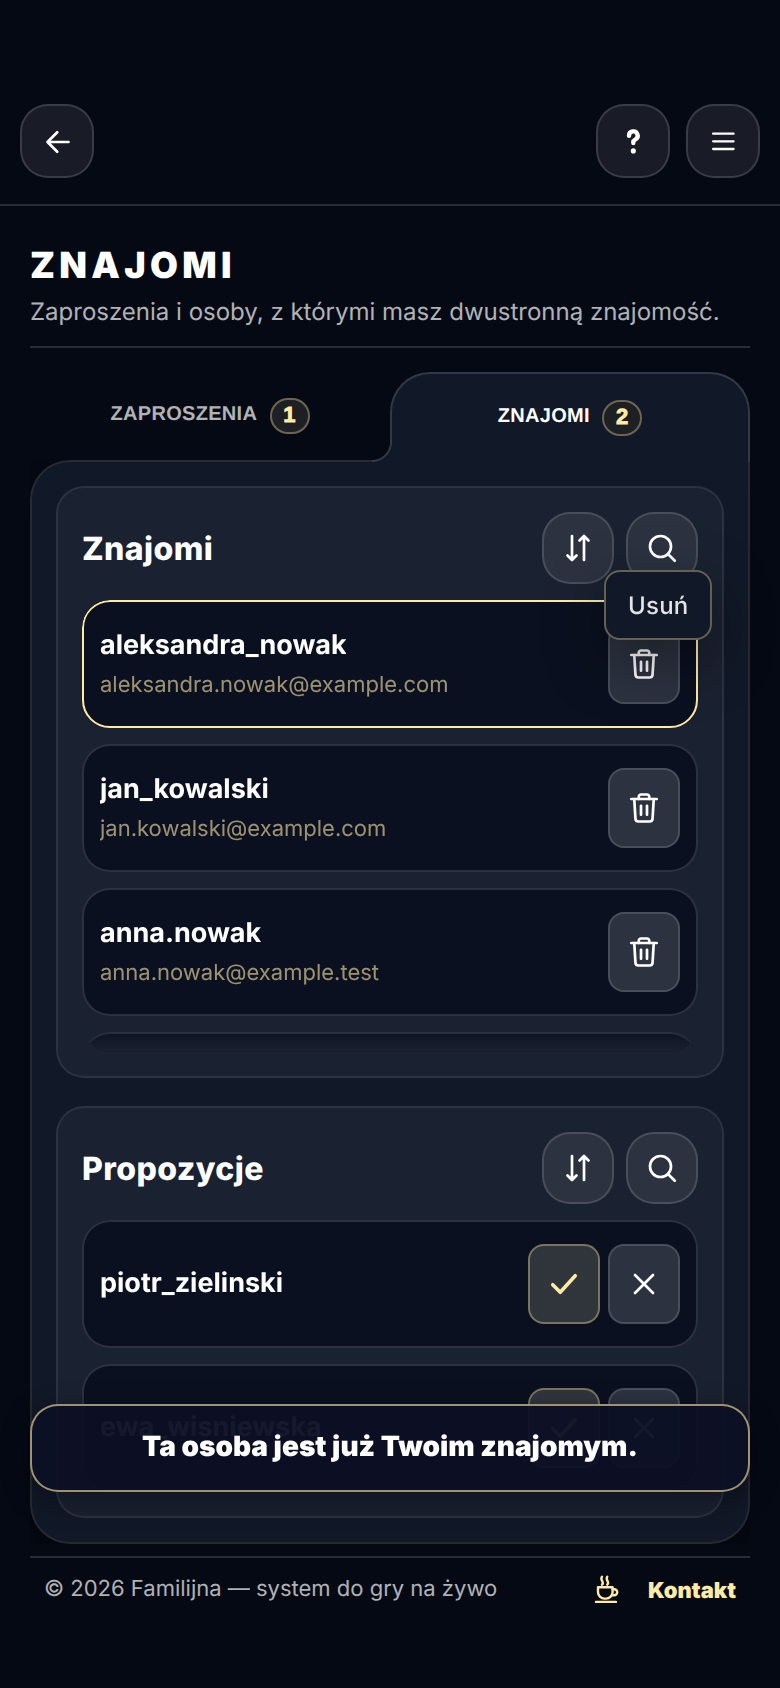 ?
ZNAJOMI
Zaproszenia i osoby, z którymi masz dwustronną znajomość.
ZAPROSZENIA 1
ZNAJOMI 2
Znajomi
Usuń
aleksandra_nowak
aleksandra.nowak@example.com
jan_kowalski
jan.kowalski@example.com
anna.nowak
anna.nowak@example.test
Propozycje
piotr_zielinski
ewa_wisniewska
Ta osoba jest już Twoim znajomym.
© 2026 Familijna — system do gry na żywo
Kontakt